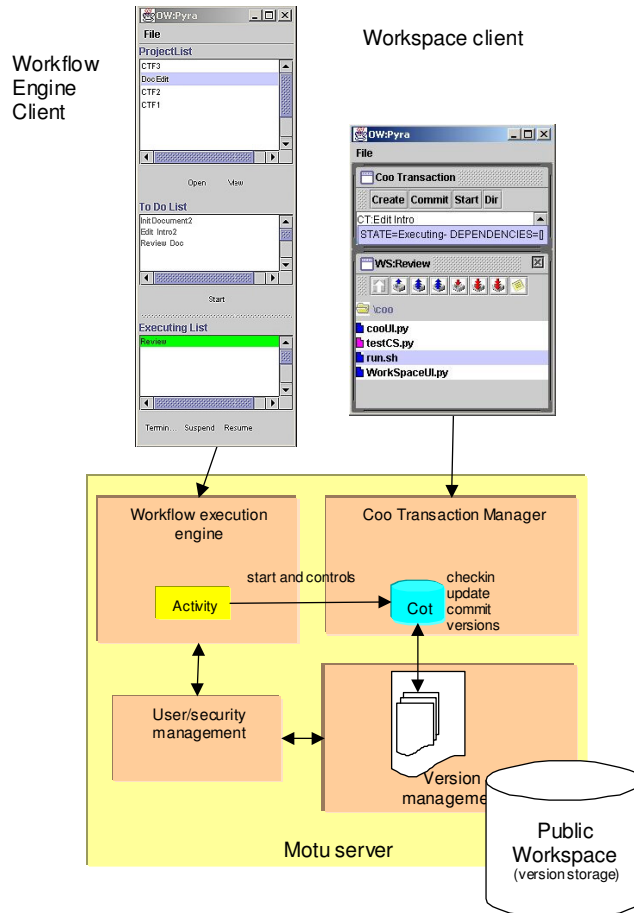 Workflow
Engine
Client
OW:Pyra
File
ProjectList
CTF3
DocEdit
CTF2
CTF1
Open View
To Do List
InitDocument2
Edit Intro2
Review Doc
Start
Executing List
Review
Termin.. Suspend Resume
Workspace client
OW:Pyra
File
Coo Transaction
Create Commit Start Dir
CT:Edit Intro
STATE=Executing- DEPENDENCIES=[]
WS:Review
\coo
cooUI.py
testCS.py
run.sh
WorkSpaceUI.py
Workflow execution
engine
Activity
start and controls
Coo Transaction Manager
Cot
checkin
update
commit
versions
User/security
management
Version
management
Motu server
Public
Workspace
(version storage)